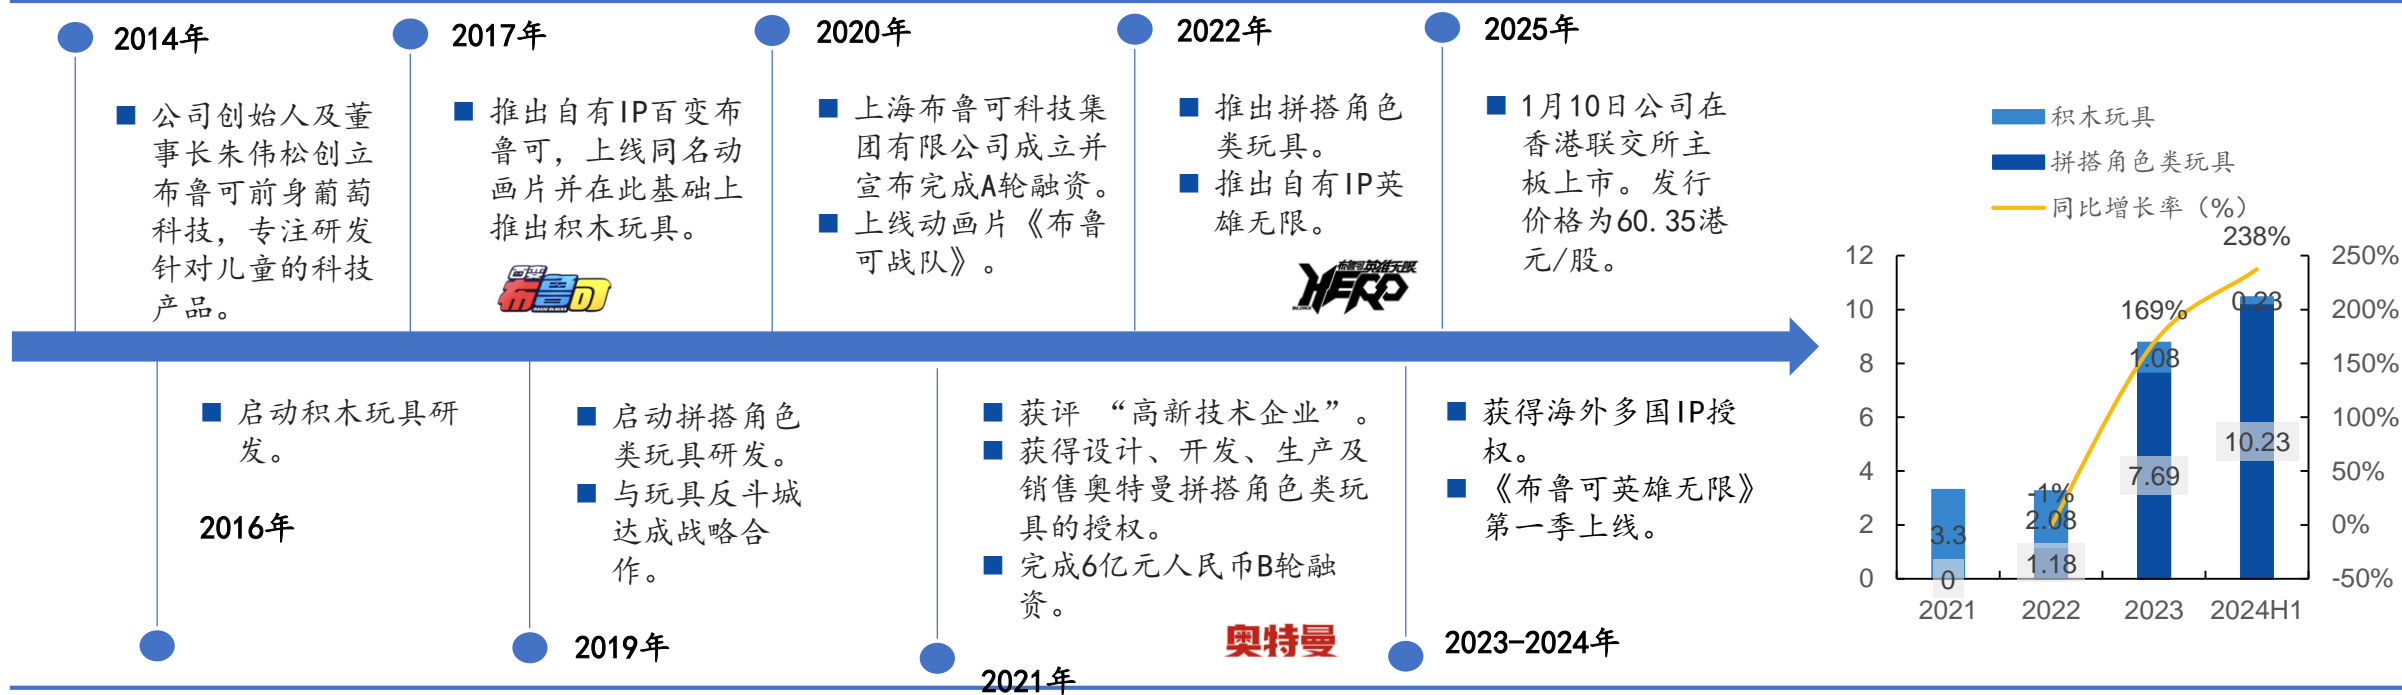 2014年
公司创始人及董
事长朱伟松创立
布鲁可前身葡萄
科技，专注研发
针对儿童的科技
产品。
2017年
推出自有IP百变布
鲁可，上线同名动
画片并在此基础上
推出积木玩具。
布鲁可
2020年
上海布鲁可科技集
团有限公司成立并
宣布完成A轮融资。
上线动画片《布鲁
可战队》。
2022年
推出拼搭角色
类玩具。
推出自有IP英
雄无限。
布鲁可英雄无限
HERO
2025年
1月10日公司在
香港联交所主
板上市。发行
价格为60.35港
元/股。
启动积木玩具研
发。
2016年
启动拼搭角色
类玩具研发。
与玩具反斗城
达成战略合
作。
2019年
获评 “高新技术企业”。
获得设计、开发、生产及
销售奥特曼拼搭角色类玩
具的授权。
完成6亿元人民币B轮融
资。
奥特曼
2021年
获得海外多国IP授
权。
《布鲁可英雄无限》
第一季上线。
2023-2024年
积木玩具
拼搭角色类玩具
同比增长率（%）
12
10
8
6
4
2
0
250%
200%
150%
100%
50%
0%
-50%
238%
0.23
169%
1.08
10.23
7.69
-1%
2.08
1.18
3.3
0
2021
2022
2023
2024H1